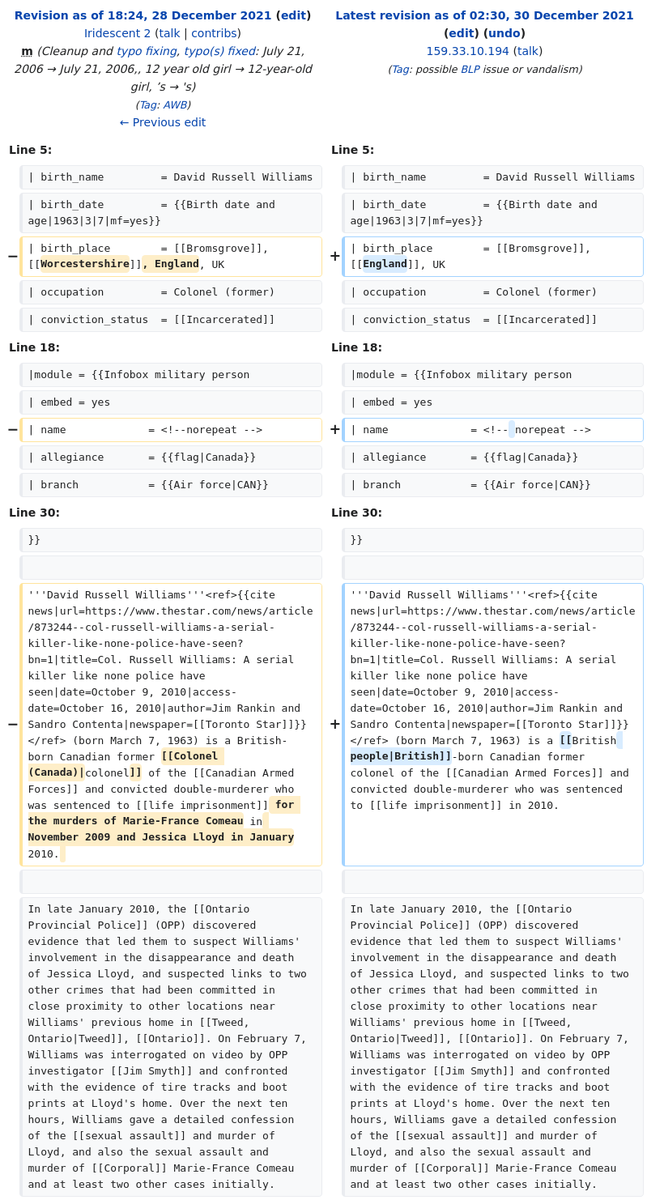 Revision as of 18:24, 28 December 2021 (edit)
Iridescent 2 (talk | contribs)
m (Cleanup and typo fixing, typo(s) fixed: July 21,
2006 → July 21, 2006,, 12 year old girl → 12-year-old
girl, 's → 's)
(Tag: AWB)
← Previous edit
Latest revision as of 02:30, 30 December 2021
(edit) (undo)
159.33.10.194 (talk)
(Tag: possible BLP issue or vandalism)
Line 5:
Line 5:
| birth_name         = David Russell Williams
| birth_name         = David Russell Williams
| birth_date         = {{Birth date and
age|1963|3|7|mf=yes}}
| birth_date         = {{Birth date and
age|1963|3|7|mf=yes}}
− | birth_place        = [[Bromsgrove]],
[[Worcestershire]], England, UK
+ | birth_place        = [[Bromsgrove]],
[[England]], UK
| occupation         = Colonel (former)
| occupation         = Colonel (former)
| conviction_status  = [[Incarcerated]]
| conviction_status  = [[Incarcerated]]
Line 18:
Line 18:
|module = {{Infobox military person
|module = {{Infobox military person
| embed = yes
| embed = yes
− | name             = <!--norepeat -->
+ | name             = <!-- norepeat -->
| allegiance       = {{flag|Canada}}
| allegiance       = {{flag|Canada}}
| branch           = {{Air force|CAN}}
| branch           = {{Air force|CAN}}
Line 30:
Line 30:
}}
}}
− '''David Russell Williams'''<ref>{{cite
news|url=https://www.thestar.com/news/article
/873244--col-russell-williams-a-serial-
killer-like-none-police-have-seen?
bn=1|title=Col. Russell Williams: A serial
killer like none police have
seen|date=October 9, 2010|access-
date=October 16, 2010|author=Jim Rankin and
Sandro Contenta|newspaper=[[Toronto Star]]}}
</ref> (born March 7, 1963) is a British-
born Canadian former [[Colonel
(Canada)|colonel]] of the [[Canadian Armed
Forces]] and convicted double-murderer who
was sentenced to [[life imprisonment]] for
the murders of Marie-France Comeau in
November 2009 and Jessica Lloyd in January
2010.
+ '''David Russell Williams'''<ref>{{cite
news|url=https://www.thestar.com/news/article
/873244--col-russell-williams-a-serial-
killer-like-none-police-have-seen?
bn=1|title=Col. Russell Williams: A serial
killer like none police have
seen|date=October 9, 2010|access-
date=October 16, 2010|author=Jim Rankin and
Sandro Contenta|newspaper=[[Toronto Star]]}}
</ref> (born March 7, 1963) is a [[British
people|British]]-born Canadian former
colonel of the [[Canadian Armed Forces]] and
convicted double-murderer who was sentenced
to [[life imprisonment]] in 2010.
In late January 2010, the [[Ontario
Provincial Police]] (OPP) discovered
evidence that led them to suspect Williams'
involvement in the disappearance and death
of Jessica Lloyd, and suspected links to two
other crimes that had been committed in
close proximity to other locations near
Williams' previous home in [[Tweed,
Ontario|Tweed]], [[Ontario]]. On February 7,
Williams was interrogated on video by OPP
investigator [[Jim Smyth]] and confronted
with the evidence of tire tracks and boot
prints at Lloyd's home. Over the next ten
hours, Williams gave a detailed confession
of the [[sexual assault]] and murder of
Lloyd, and also the sexual assault and
murder of [[Corporal]] Marie-France Comeau
and at least two other cases initially.
In late January 2010, the [[Ontario
Provincial Police]] (OPP) discovered
evidence that led them to suspect Williams'
involvement in the disappearance and death
of Jessica Lloyd, and suspected links to two
other crimes that had been committed in
close proximity to other locations near
Williams' previous home in [[Tweed,
Ontario|Tweed]], [[Ontario]]. On February 7,
Williams was interrogated on video by OPP
investigator [[Jim Smyth]] and confronted
with the evidence of tire tracks and boot
prints at Lloyd's home. Over the next ten
hours, Williams gave a detailed confession
of the [[sexual assault]] and murder of
Lloyd, and also the sexual assault and
murder of [[Corporal]] Marie-France Comeau
and at least two other cases initially.